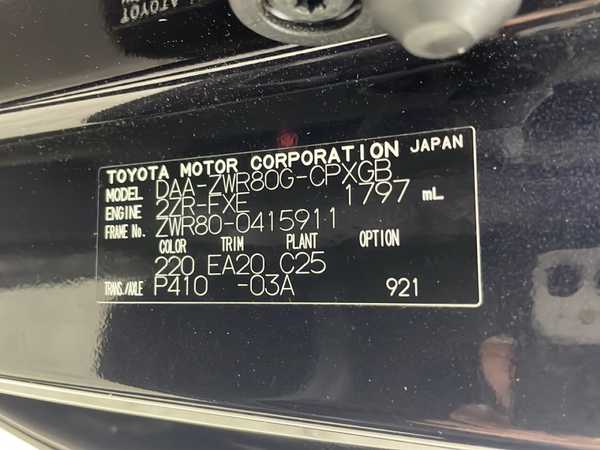 TOYOTA MOTOR CORPORATION JAPAN
MODEL DAA-ZWR80G-CPXGB
ENGINE 2ZR-FXE 1797 mL
FRAME No. ZWR80-0415911
COLOR TRIM PLANT OPTION
220 EA20 C25
TRANS./AXLE P410 -03A 921